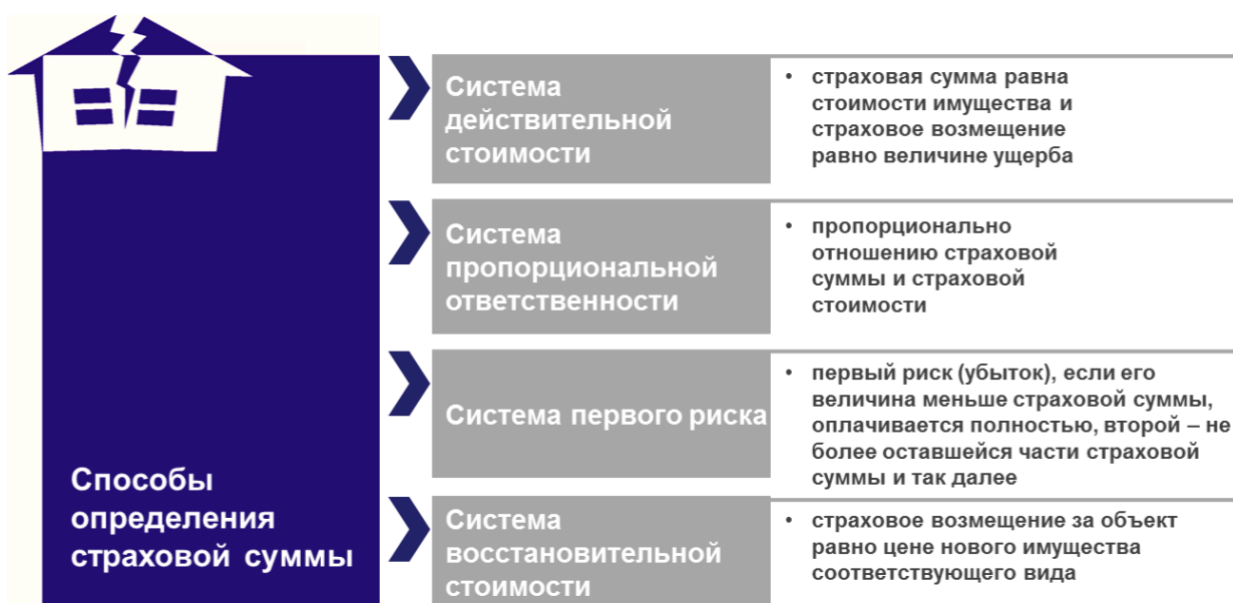 Способы
определения
страховой суммы
Система
действительной
стоимости
• страховая сумма равна
стоимости имущества и
страховое возмещение
равно величине ущерба
Система
пропорциональной
ответственности
• пропорционально
отношению страховой
суммы и страховой
стоимости
Система первого риска
• первый риск (убыток), если его
величина меньше страховой суммы,
оплачивается полностью, второй – не
более оставшейся части страховой
суммы и так далее
Система
восстановительной
стоимости
• страховое возмещение за объект
равно цене нового имущества
соответствующего вида